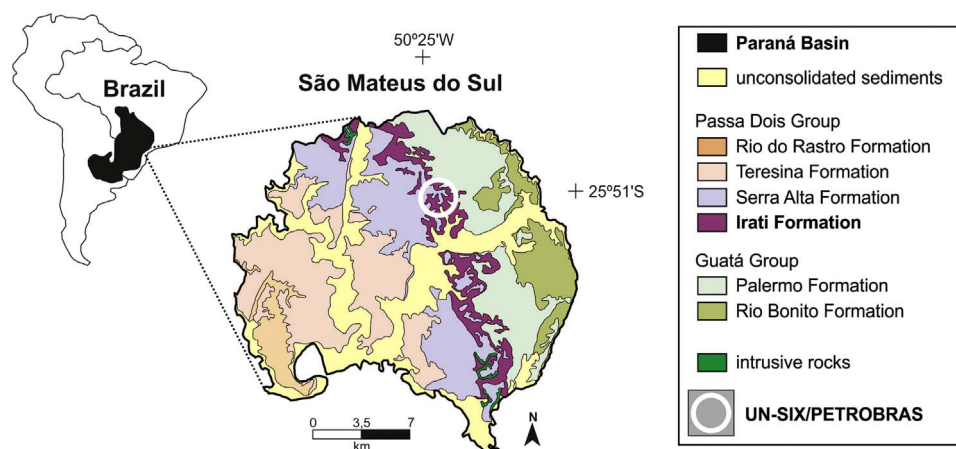 Brazil
50º25'W
São Mateus do Sul
25º51'S
0 3,5 7
km
N
Paraná Basin
unconsolidated sediments
Passa Dois Group
Rio do Rastro Formation
Teresina Formation
Serra Alta Formation
Irati Formation
Guatá Group
Palermo Formation
Rio Bonito Formation
intrusive rocks
UN-SIX/PETROBRAS